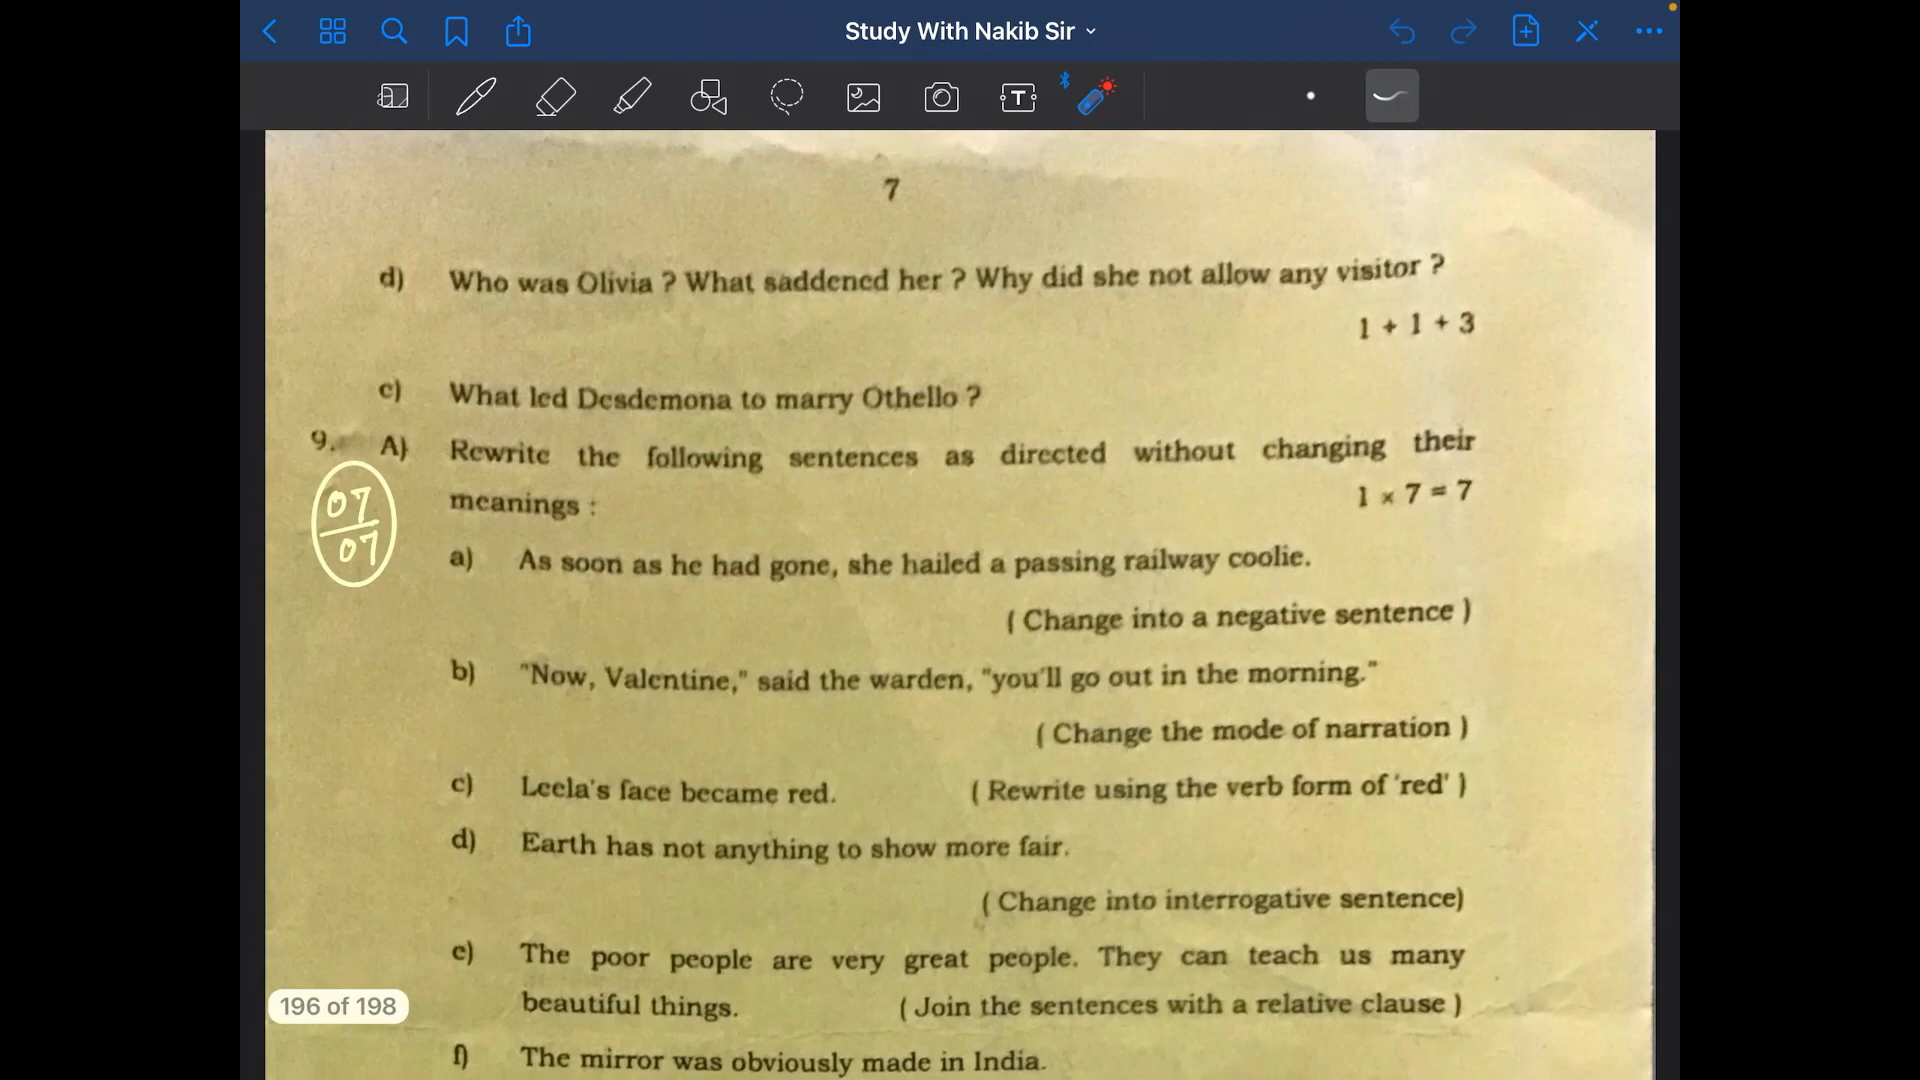 Study With Nakib Sir
T
7
d) Who was Olivia ? What saddened her ? Why did she not allow any visitor ?
1 + 1 + 3
e) What led Desdemona to marry Othello ?
9. A) Rewrite the following sentences as directed without changing their
meanings : 1 × 7 = 7
07
07
a) As soon as he had gone, she hailed a passing railway coolie.
( Change into a negative sentence )
b) "Now, Valentine," said the warden, "you'll go out in the morning."
( Change the mode of narration )
c) Leela's face became red. ( Rewrite using the verb form of 'red' )
d) Earth has not anything to show more fair.
( Change into interrogative sentence)
e) The poor people are very great people. They can teach us many
beautiful things. ( Join the sentences with a relative clause )
196 of 198
f) The mirror was obviously made in India.